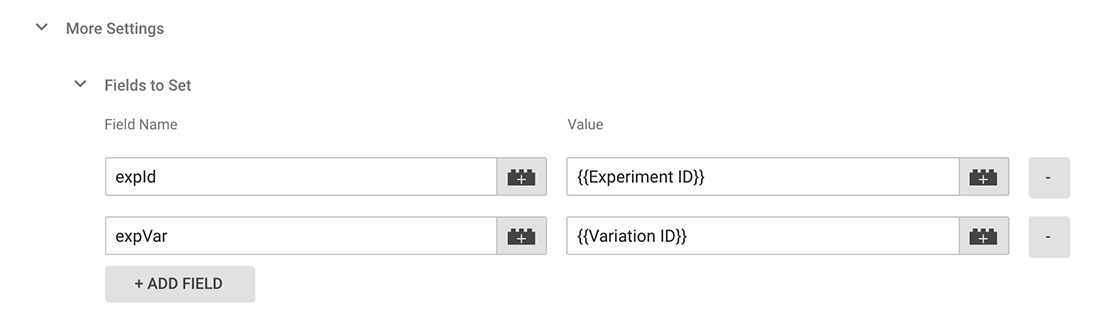 More Settings
Fields to Set
Field Name Value
expId {{Experiment ID}} -
expVar {{Variation ID}} -
+ ADD FIELD